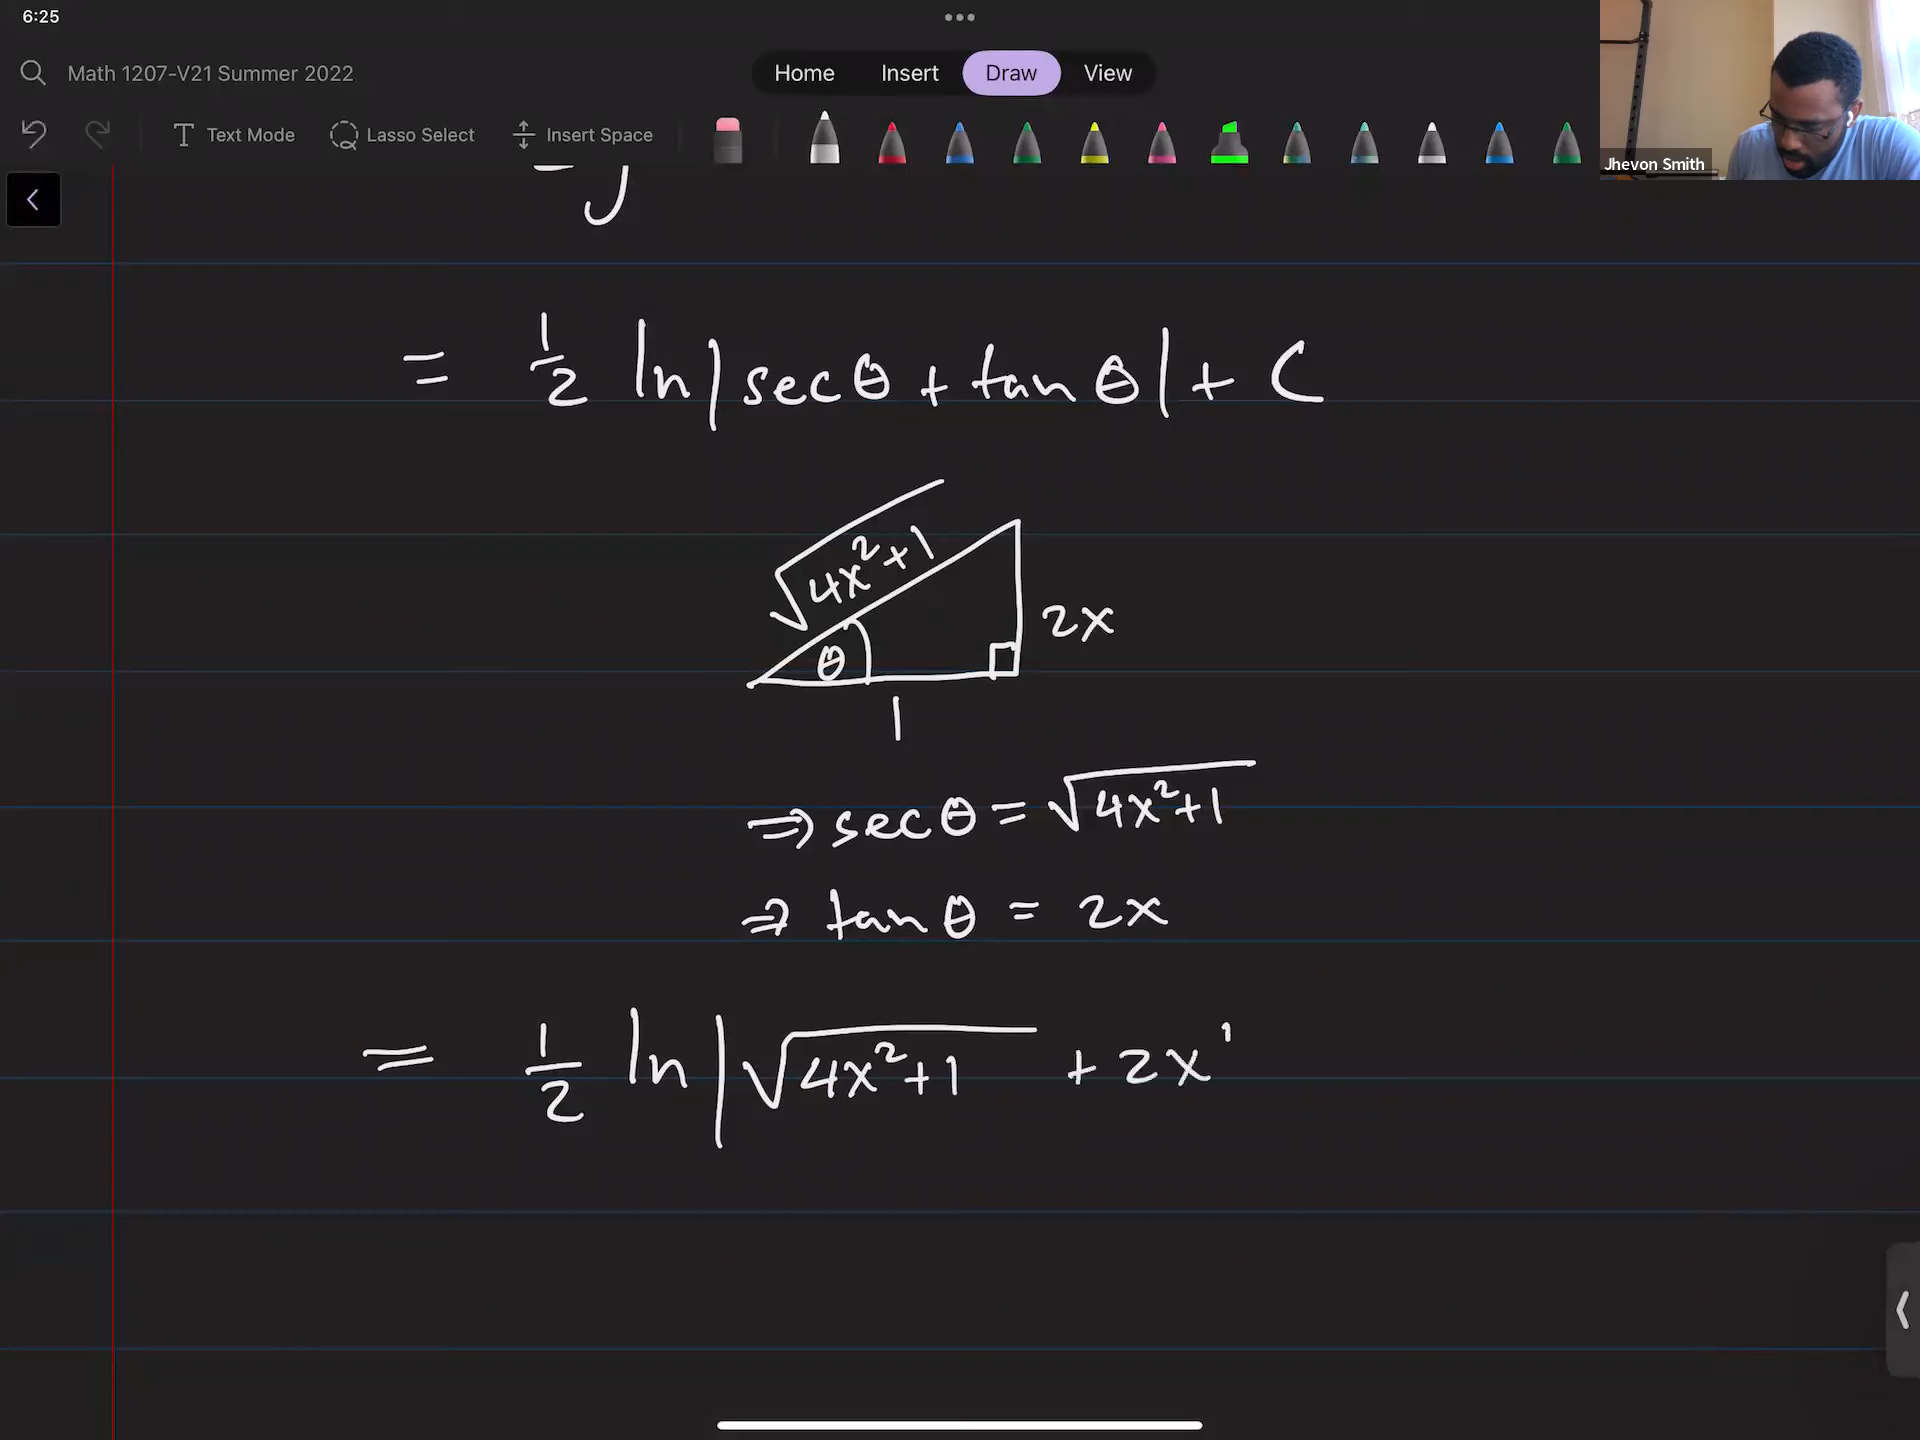 6:25
Math 1207-V21 Summer 2022
Home Insert Draw View
Text Mode Lasso Select Insert Space
Jhevon Smith
= 1/2 ln|secθ + tanθ| + C
√4x²+1
2x
θ
1
⇒ secθ = √4x²+1
⇒ tanθ = 2x
= 1/2 ln|√4x²+1 + 2x